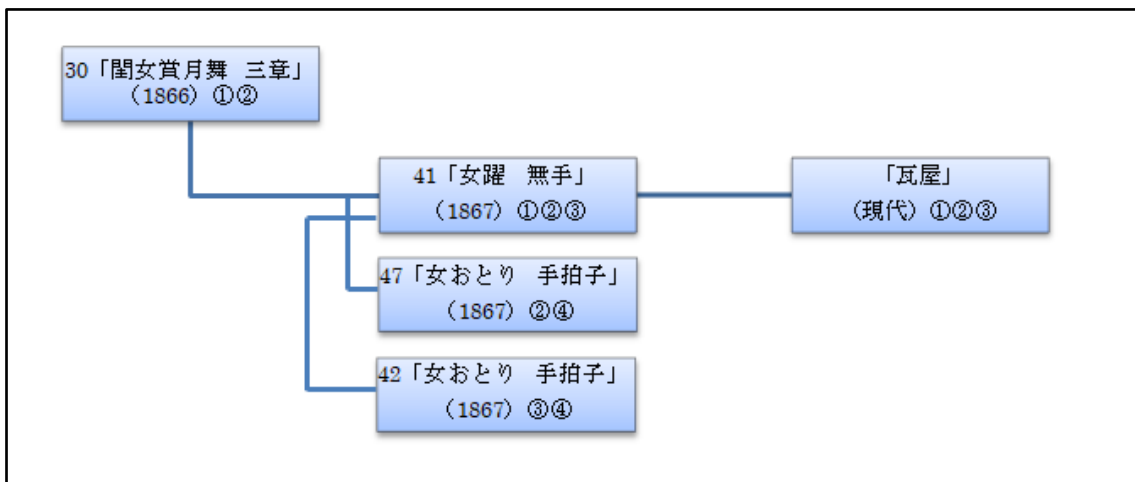 30「閨女賞月舞 三章」
（1866）①②
41「女躍 無手」
（1867）①②③
「瓦屋」
（現代）①②③
47「女おとり 手拍子」
（1867）②④
42「女おとり 手拍子」
（1867）③④